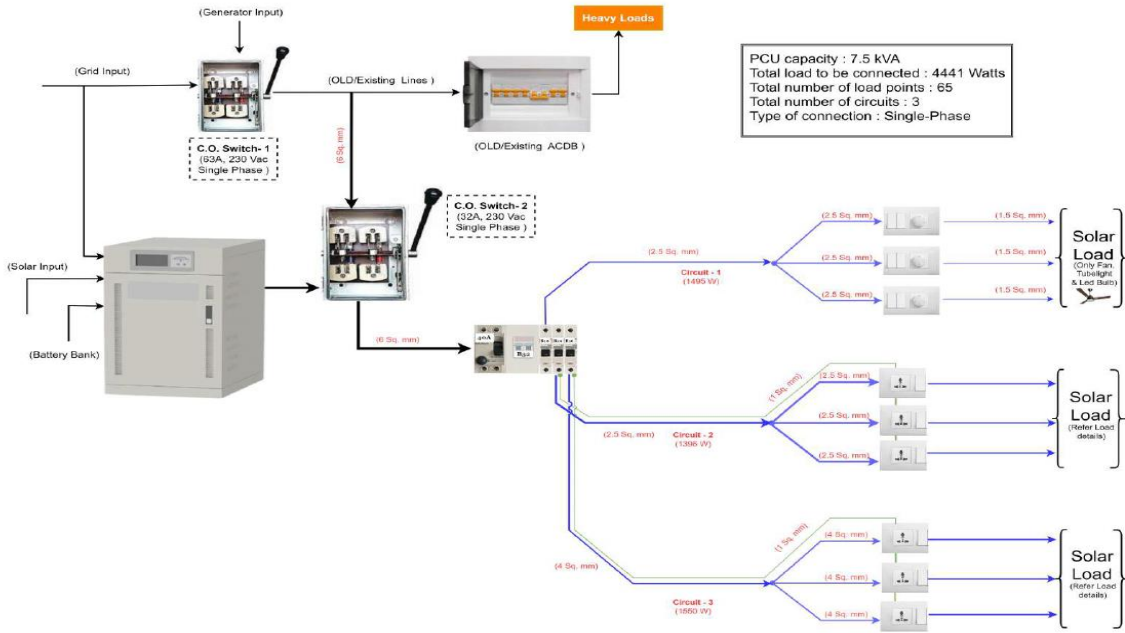 (Generator Input)
Heavy Loads
(Grid Input)
(OLD/Existing Lines )
PCU capacity : 7.5 kVA
Total load to be connected : 4441 Watts
Total number of load points : 65
Total number of circuits : 3
Type of connection : Single-Phase
C.O. Switch- 1
(63A, 230 Vac
Single Phase )
(OLD/Existing ACDB )
(6 Sq. mm)
C.O. Switch- 2
(32A, 230 Vac
Single Phase )
(Solar Input)
(Battery Bank)
(6 Sq. mm)
40A
(2.5 Sq. mm)
Circuit - 1
(1495 W)
(2.5 Sq. mm)
(1.5 Sq. mm)
(2.5 Sq. mm)
(1.5 Sq. mm)
(2.5 Sq. mm)
(1.5 Sq. mm)
Solar
Load
(Only Fan,
Tubelight
& Led Bulb)
(2.5 Sq. mm)
Circuit - 2
(1396 W)
(1 Sq. mm)
(2.5 Sq. mm)
(2.5 Sq. mm)
(2.5 Sq. mm)
Solar
Load
(Refer Load
details)
(4 Sq. mm)
Circuit - 3
(1550 W)
(1 Sq. mm)
(4 Sq. mm)
(4 Sq. mm)
(4 Sq. mm)
Solar
Load
(Refer Load
details)